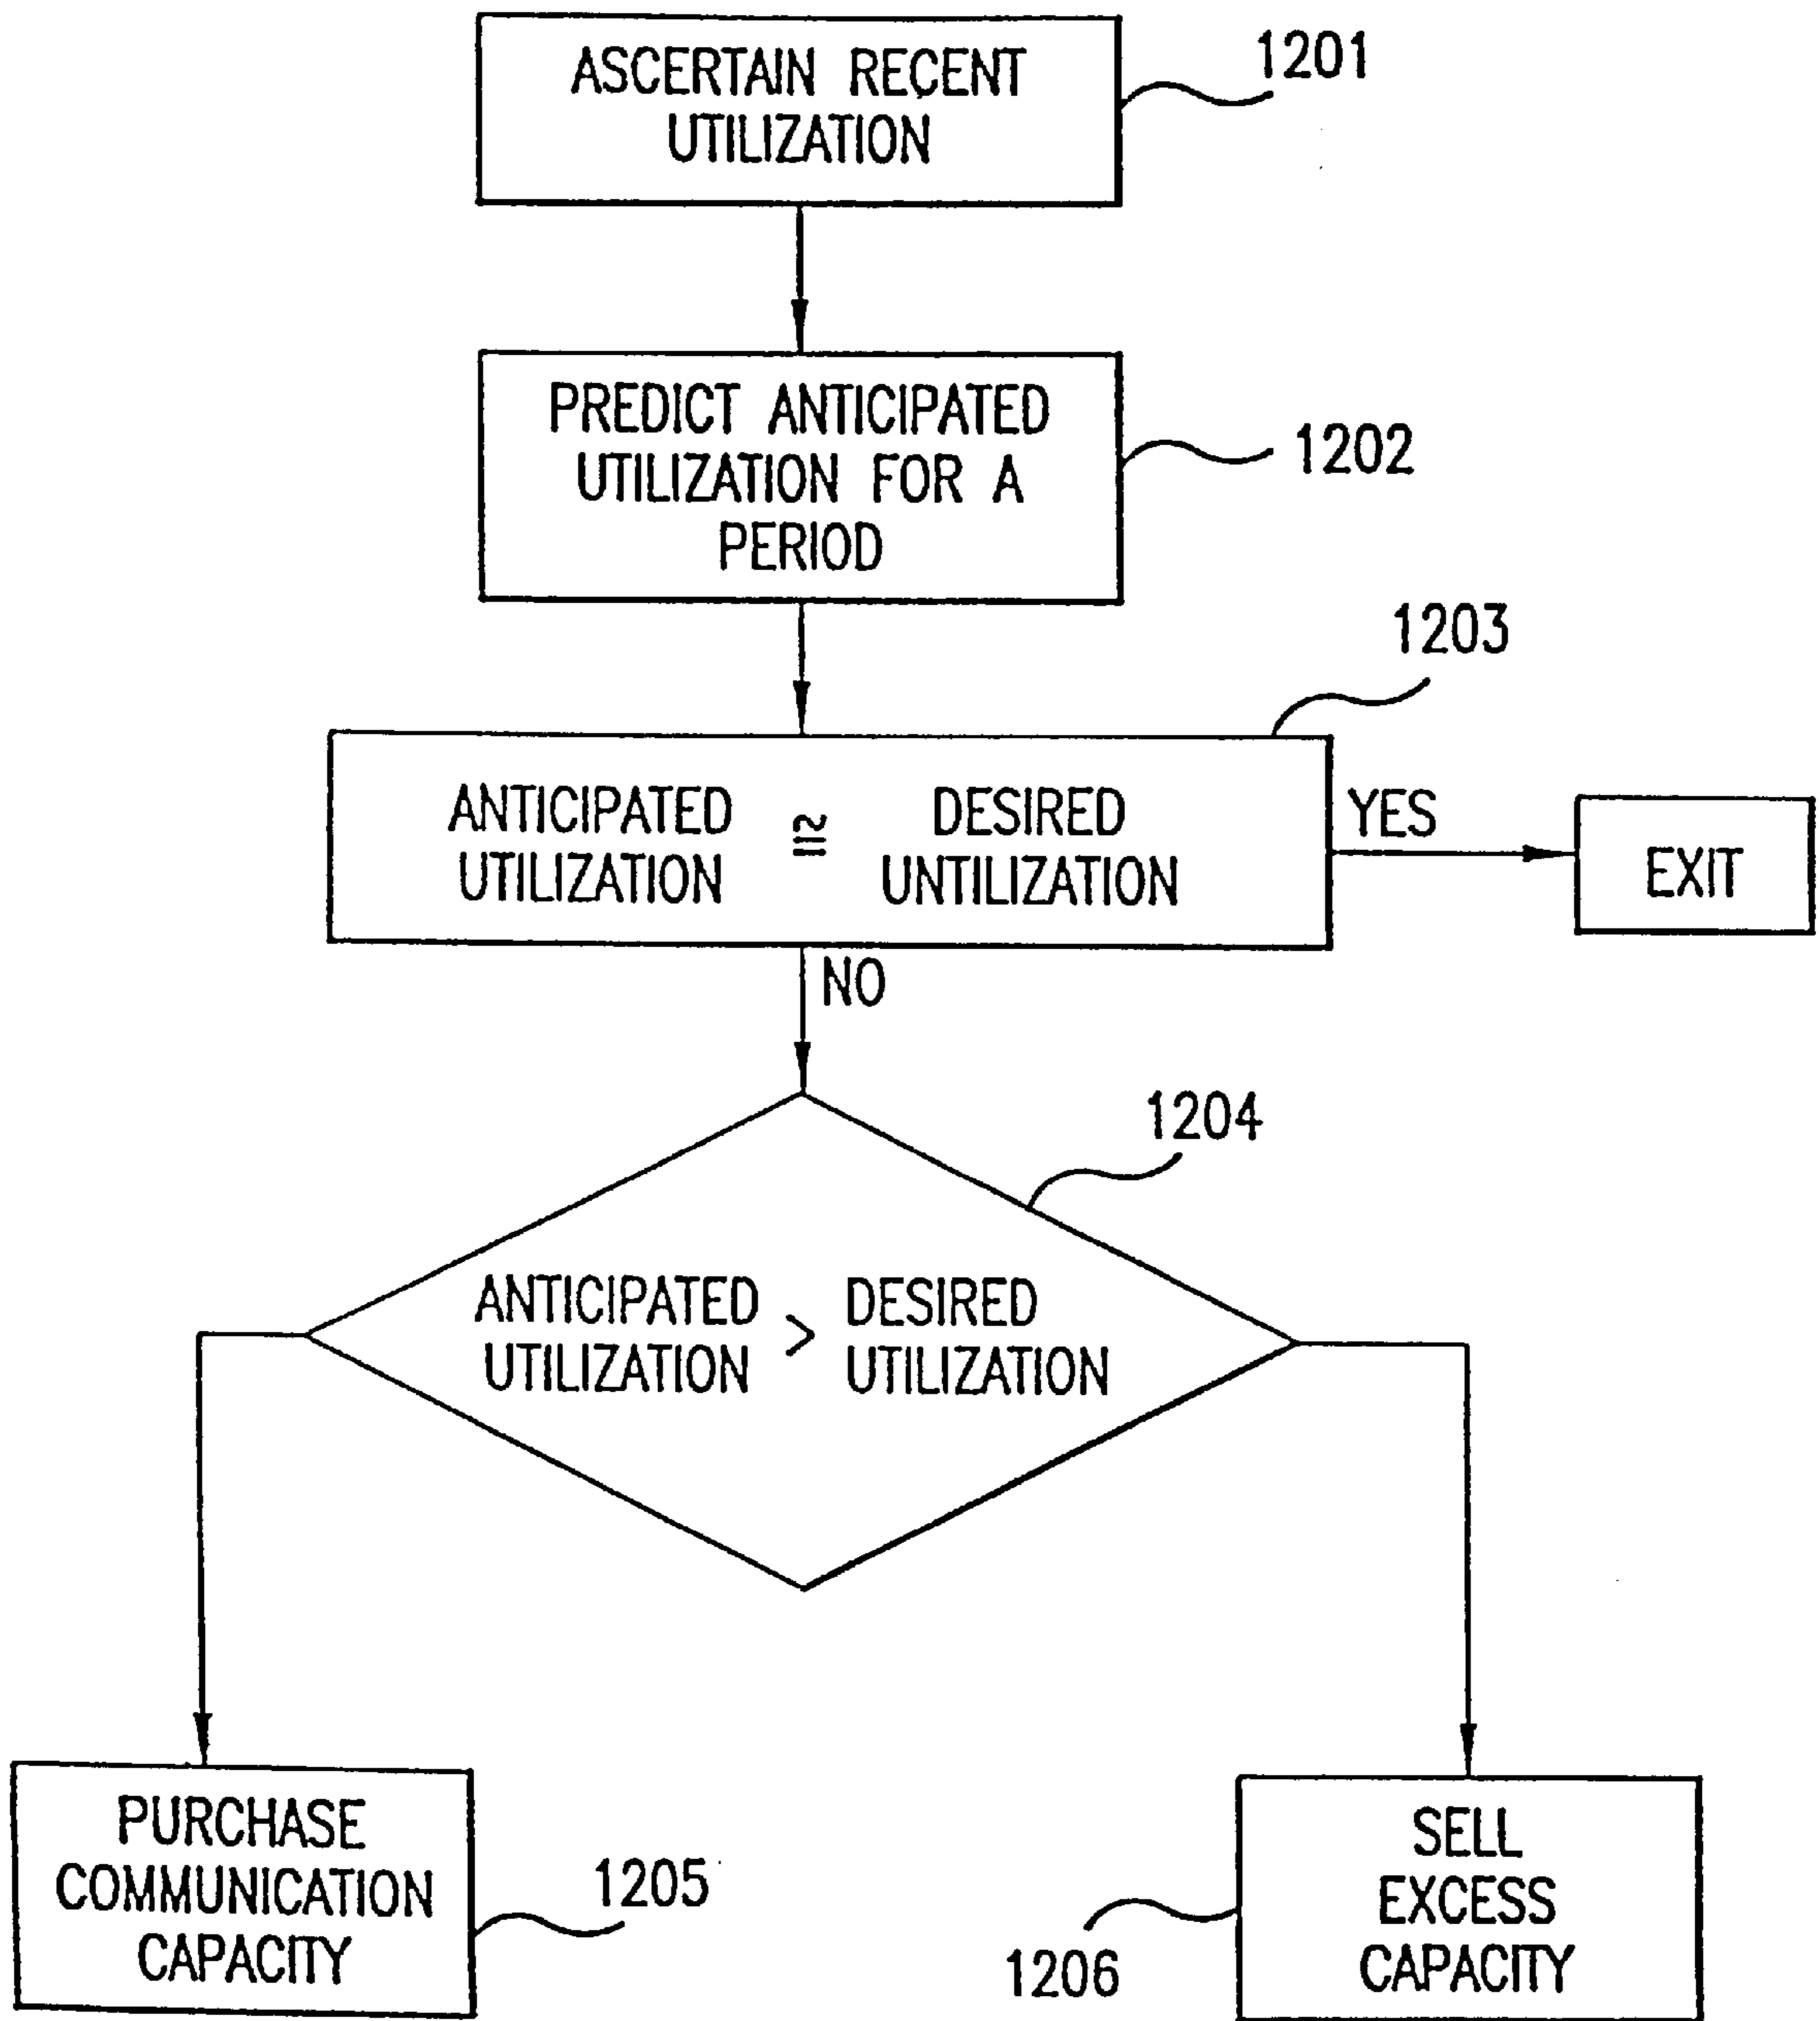 ASCERTAIN RECENT
UTILIZATION
1201
PREDICT ANTICIPATED
UTILIZATION FOR A
PERIOD
1202
1203
ANTICIPATED ≅ DESIRED
UTILIZATION UNTILIZATION
YES
EXIT
NO
1204
ANTICIPATED > DESIRED
UTILIZATION UTILIZATION
PURCHASE
COMMUNICATION
CAPACITY
1205
SELL
EXCESS
CAPACITY
1206